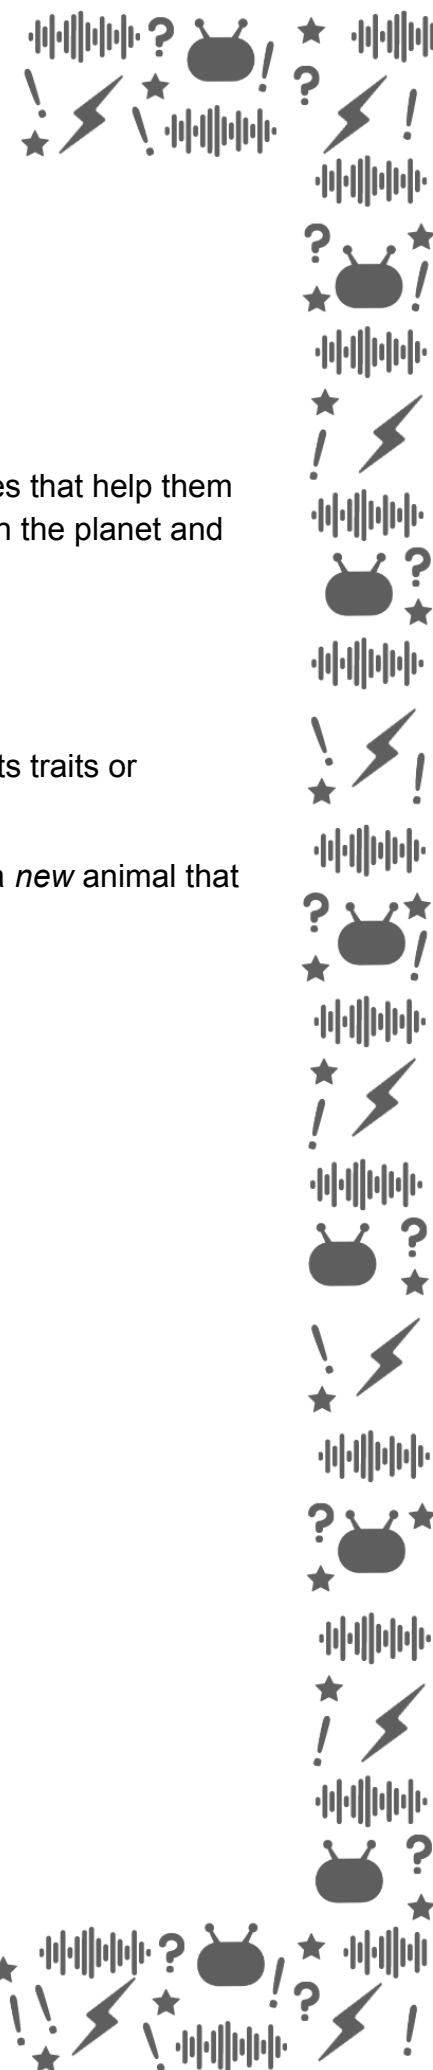 es that help them
n the planet and
ts traits or
a new animal that